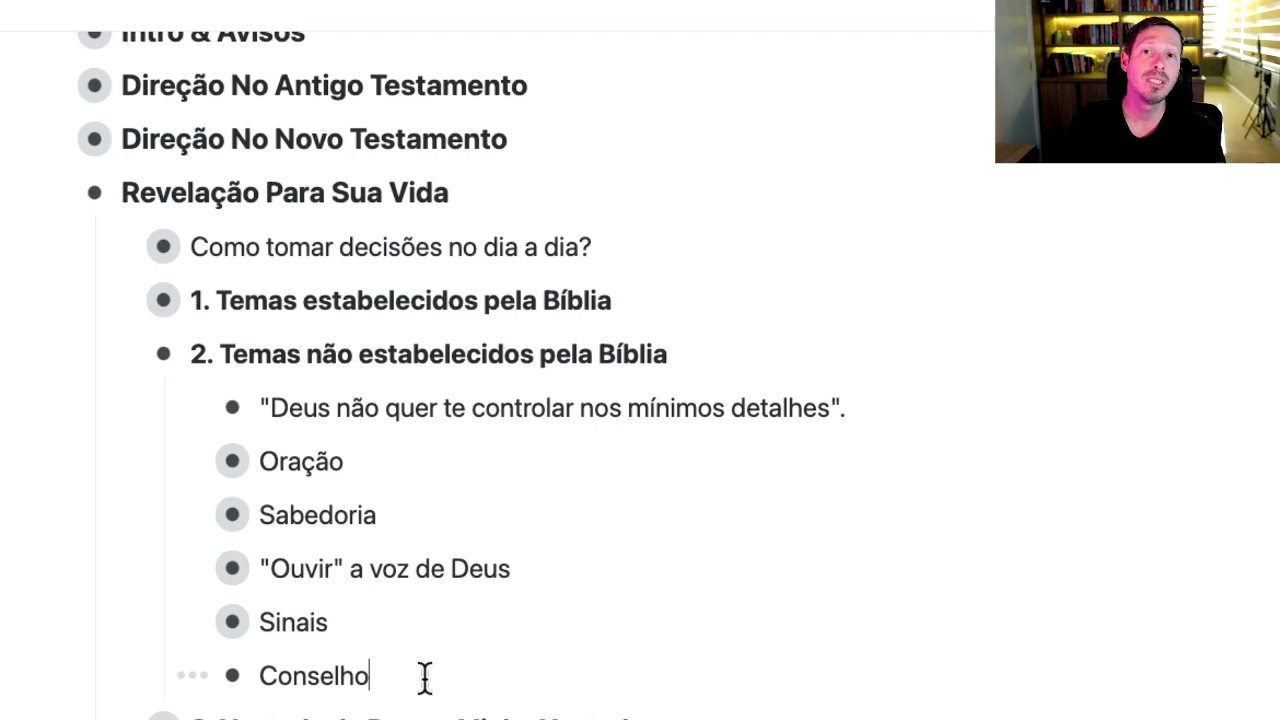 Intro & Avisos
Direção No Antigo Testamento
Direção No Novo Testamento
Revelação Para Sua Vida
Como tomar decisões no dia a dia?
1. Temas estabelecidos pela Bíblia
2. Temas não estabelecidos pela Bíblia
"Deus não quer te controlar nos mínimos detalhes".
Oração
Sabedoria
"Ouvir" a voz de Deus
Sinais
Conselho